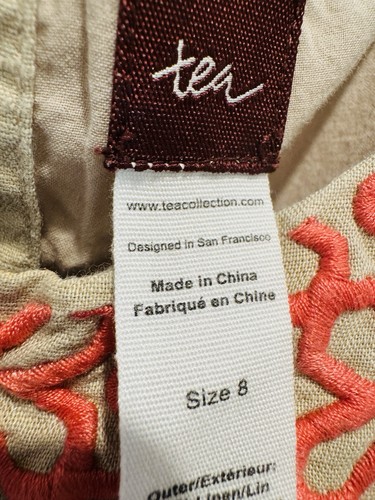 tea
www.teacollection.com
Designed in San Francisco
Made in China
Fabriqué en Chine
Size 8
Outer/Extérieur:
Linen/Lin